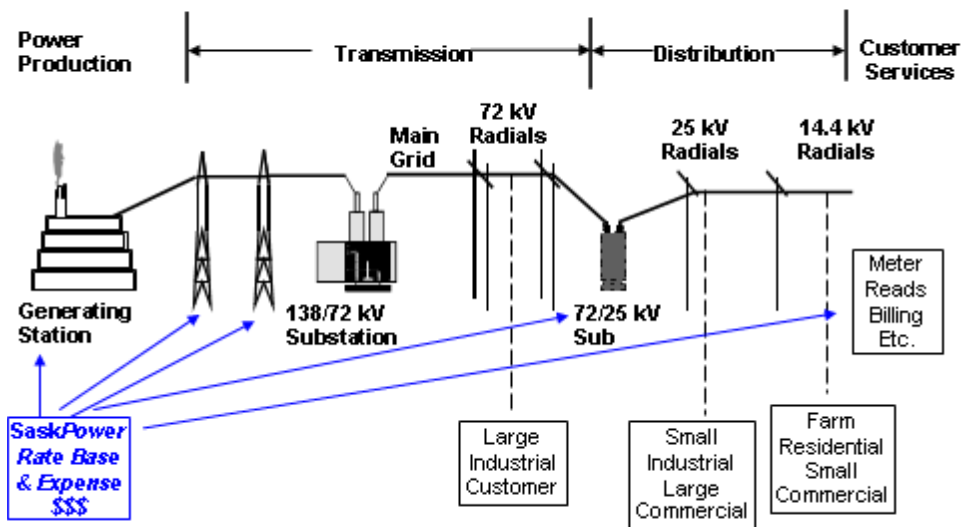 Power
Production
Transmission
Distribution
Customer
Services
Main
Grid
72 kV
Radials
25 kV
Radials
14.4 kV
Radials
Generating
Station
138/72 kV
Substation
72/25 kV
Sub
Meter
Reads
Billing
Etc.
SaskPower
Rate Base
& Expense
$$$
Large
Industrial
Customer
Small
Industrial
Large
Commercial
Farm
Residential
Small
Commercial